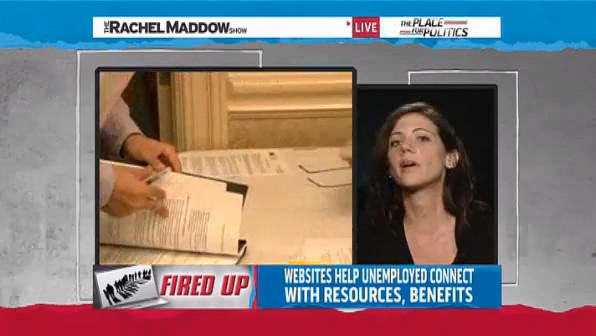 THE RACHEL MADDOW SHOW
LIVE
THE PLACE
FOR POLITICS
FIRED UP
WEBSITES HELP UNEMPLOYED CONNECT
WITH RESOURCES, BENEFITS